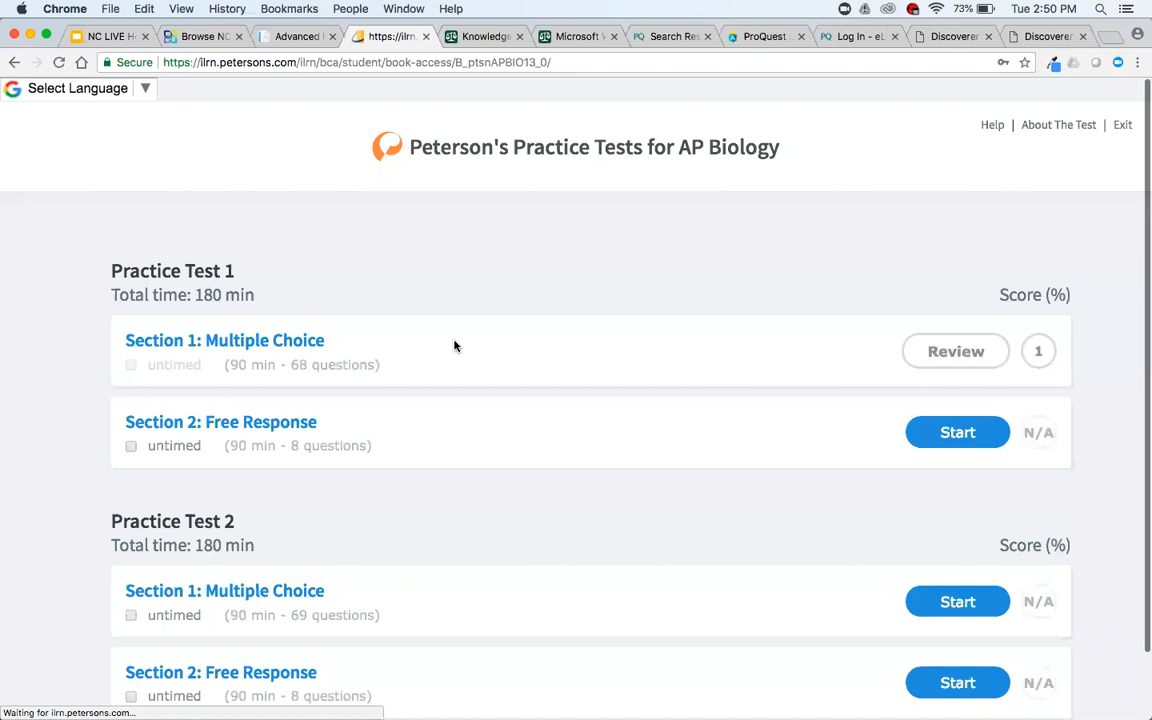 Chrome File Edit View History Bookmarks People Window Help 73% Tue 2:50 PM
NC LIVE H Browse NC Advanced https://ilrn. Knowledge Microsoft Search Res ProQuest Log In - eL Discoverer Discoverer
Secure https://ilrn.petersons.com/ilrn/bca/student/book-access/B_ptsnAPBIO13_0/
G Select Language ▼
Help | About The Test | Exit
Peterson's Practice Tests for AP Biology
Practice Test 1
Total time: 180 min Score (%)
Section 1: Multiple Choice
untimed (90 min - 68 questions) Review 1
Section 2: Free Response
untimed (90 min - 8 questions) Start N/A
Practice Test 2
Total time: 180 min Score (%)
Section 1: Multiple Choice
untimed (90 min - 69 questions) Start N/A
Section 2: Free Response
untimed (90 min - 8 questions) Start N/A
Waiting for ilrn.petersons.com...